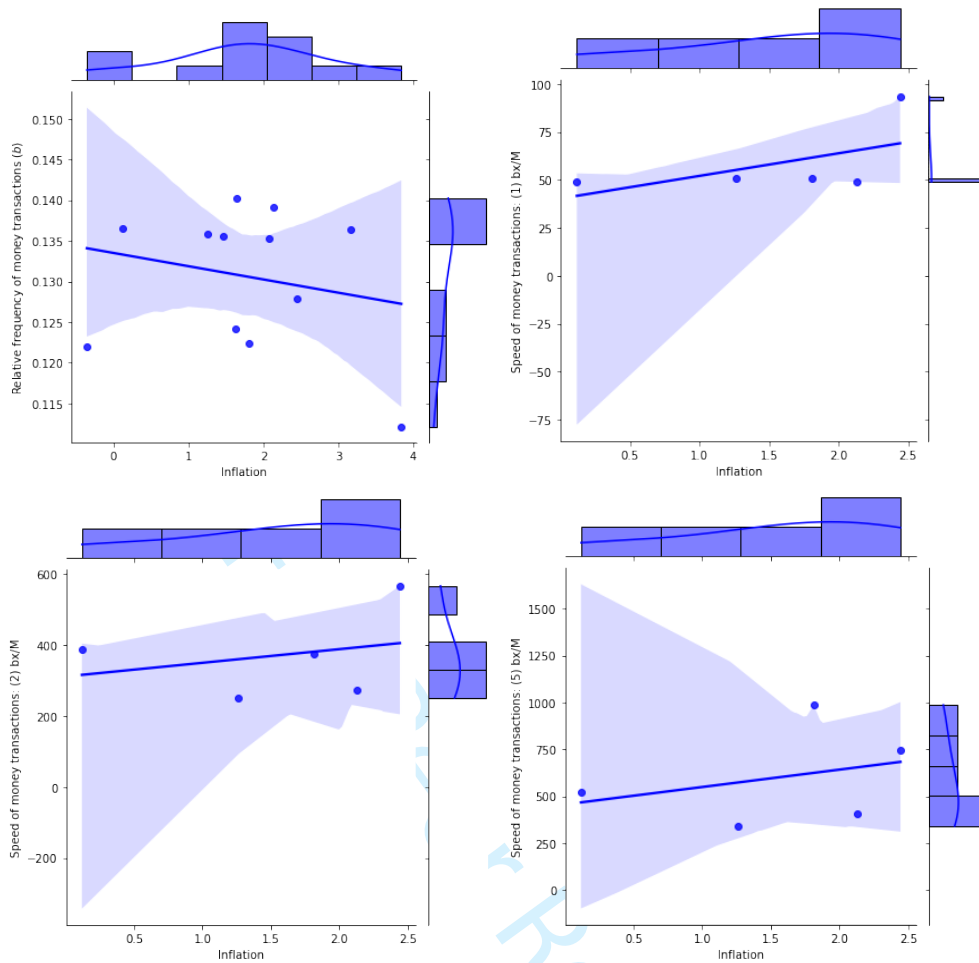 0.150
0.145
0.140
0.135
0.130
0.125
0.120
0.115
Relative frequency of money transactions (b)
0 1 2 3 4
Inflation
100
75
50
25
0
−25
−50
−75
Speed of money transactions: (1) bx/M
0.5 1.0 1.5 2.0 2.5
Inflation
600
400
200
0
−200
Speed of money transactions: (2) bx/M
0.5 1.0 1.5 2.0 2.5
Inflation
1500
1250
1000
750
500
250
0
Speed of money transactions: (5) bx/M
0.5 1.0 1.5 2.0 2.5
Inflation